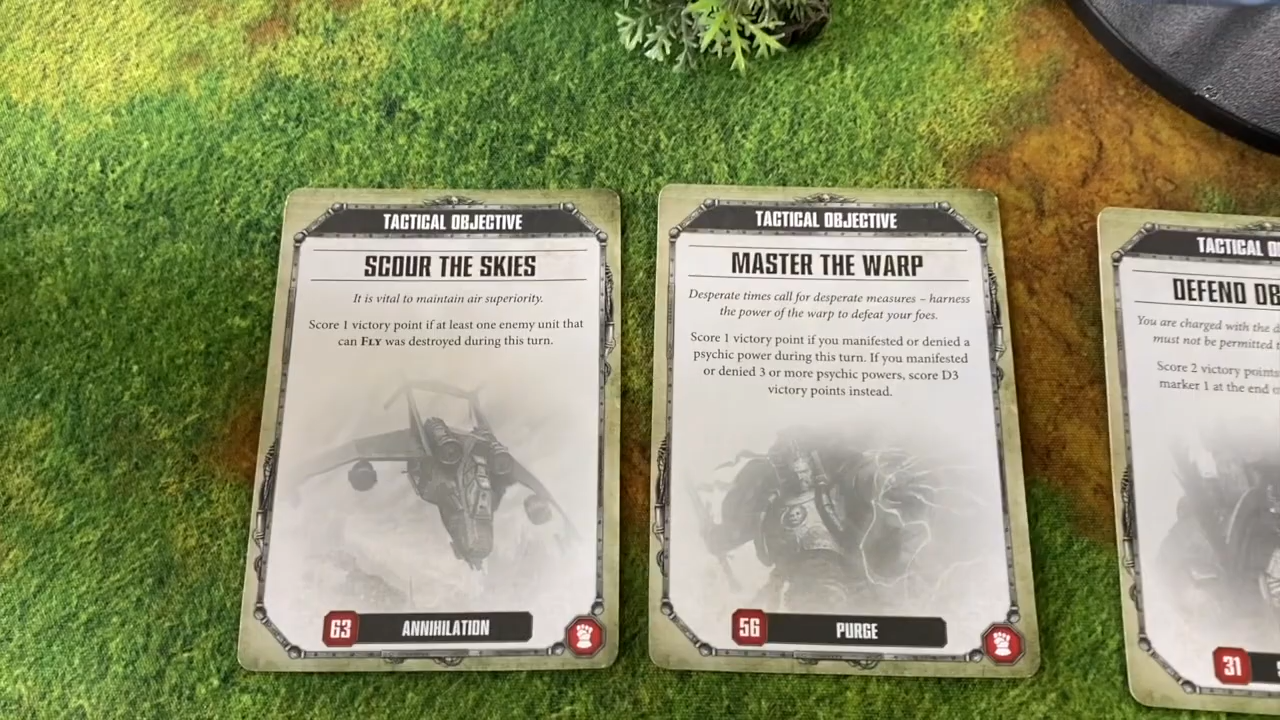 TACTICAL OBJECTIVE
SCOUR THE SKIES
It is vital to maintain air superiority.
Score 1 victory point if at least one enemy unit that
can FLY was destroyed during this turn.
63
ANNIHILATION
TACTICAL OBJECTIVE
MASTER THE WARP
Desperate times call for desperate measures – harness
the power of the warp to defeat your foes.
Score 1 victory point if you manifested or denied a
psychic power during this turn. If you manifested
or denied 3 or more psychic powers, score D3
victory points instead.
56
PURGE
TACTICAL
DEFEND
You are charged with the
must not be permitted
Score 2 victory points
marker 1 at the end
31